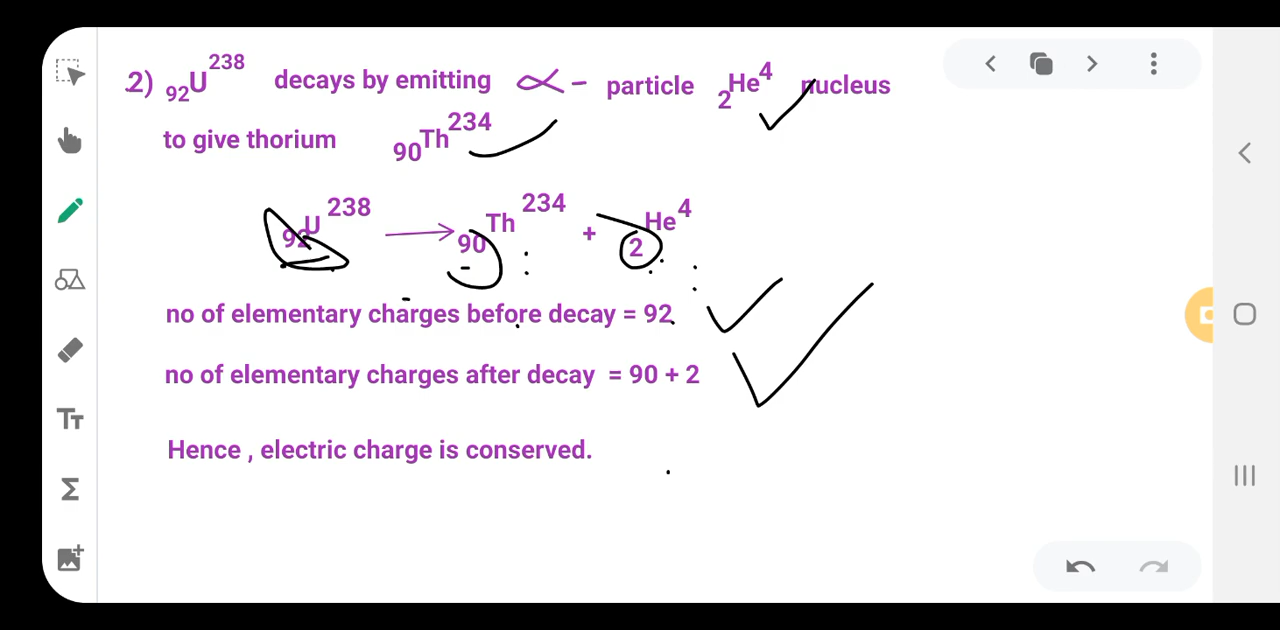 2) ₉₂U²³⁸ decays by emitting ∝ - particle ₂He⁴ nucleus
to give thorium ₉₀Th²³⁴
₉₂U²³⁸ → ₉₀Th²³⁴ + ₂He⁴
no of elementary charges before decay = 92
no of elementary charges after decay = 90 + 2
Hence , electric charge is conserved.
Tт
Σ